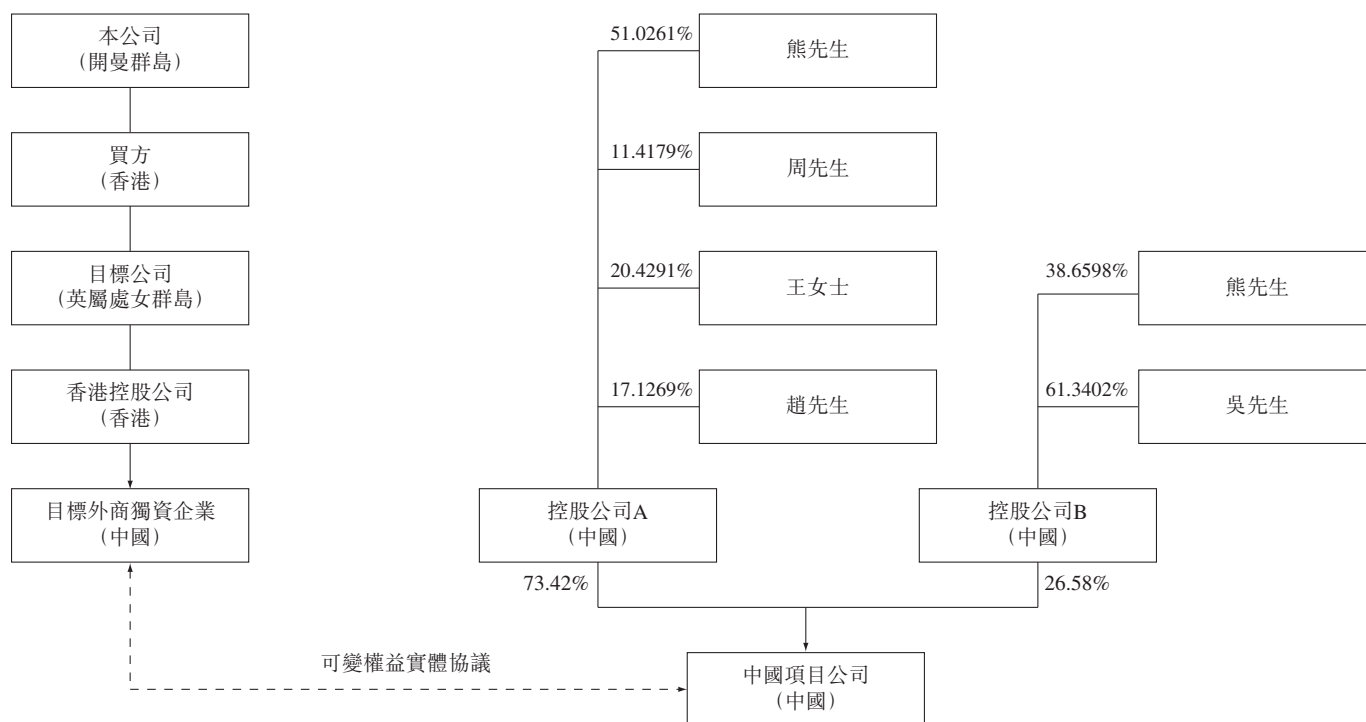 本公司
（開曼群島）
買方
（香港）
目標公司
（英屬處女群島）
香港控股公司
（香港）
目標外商獨資企業
（中國）
51.0261%
熊先生
11.4179%
周先生
20.4291%
王女士
17.1269%
趙先生
控股公司A
（中國）
73.42%
38.6598%
熊先生
61.3402%
吳先生
控股公司B
（中國）
26.58%
可變權益實體協議
中國項目公司
（中國）